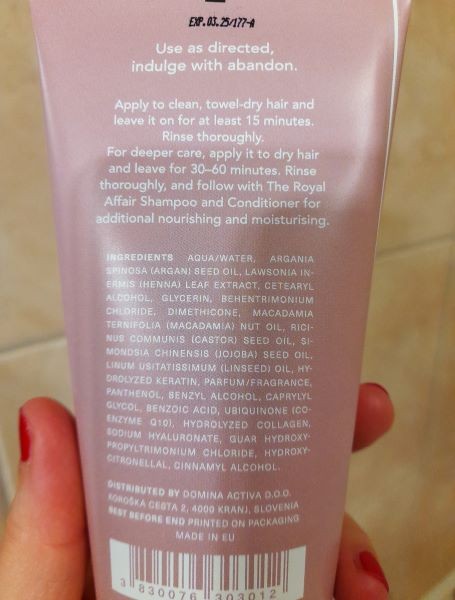 EXP.03.25/177-A
Use as directed,
indulge with abandon.
Apply to clean, towel-dry hair and
leave it on for at least 15 minutes.
Rinse thoroughly.
For deeper care, apply it to dry hair
and leave for 30–60 minutes. Rinse
thoroughly, and follow with The Royal
Affair Shampoo and Conditioner for
additional nourishing and moisturising.
INGREDIENTS AQUA/WATER, ARGANIA
SPINOSA (ARGAN) SEED OIL, LAWSONIA IN-
ERMIS (HENNA) LEAF EXTRACT, CETEARYL
ALCOHOL, GLYCERIN, BEHENTRIMONIUM
CHLORIDE, DIMETHICONE, MACADAMIA
TERNIFOLIA (MACADAMIA) NUT OIL, RICI-
NUS COMMUNIS (CASTOR) SEED OIL, SI-
MONDSIA CHINENSIS (JOJOBA) SEED OIL,
LINUM USITATISSIMUM (LINSEED) OIL, HY-
DROLYZED KERATIN, PARFUM/FRAGRANCE,
PANTHENOL, BENZYL ALCOHOL, CAPRYLYL
GLYCOL, BENZOIC ACID, UBIQUINONE (CO-
ENZYME Q10), HYDROLYZED COLLAGEN,
SODIUM HYALURONATE, GUAR HYDROXY-
PROPYLTRIMONIUM CHLORIDE, HYDROXY-
CITRONELLAL, CINNAMYL ALCOHOL.
DISTRIBUTED BY DOMINA ACTIVA D.O.O.
KOROŠKA CESTA 2, 4000 KRANJ, SLOVENIA
BEST BEFORE END PRINTED ON PACKAGING
MADE IN EU
3 830076 303012